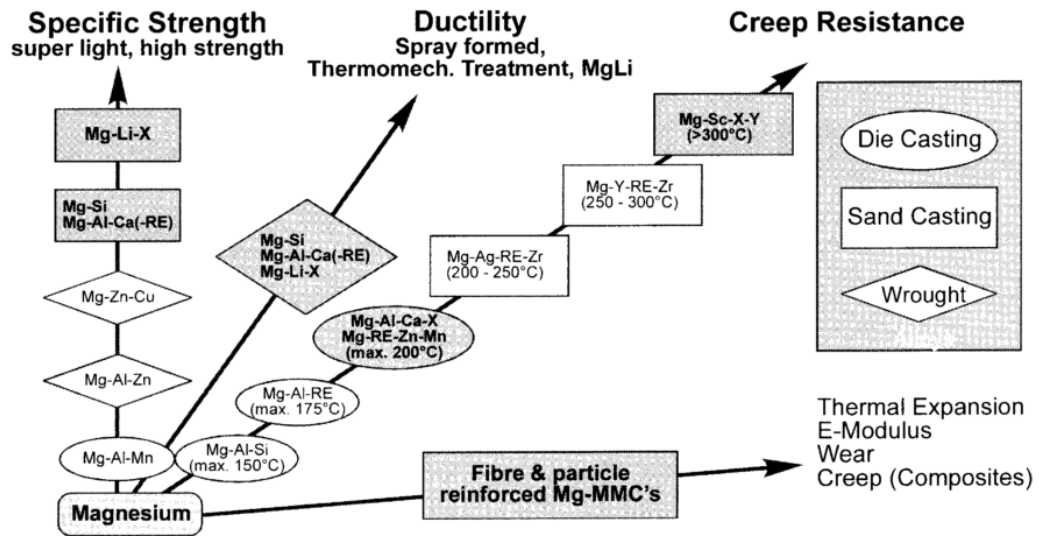 Specific Strength
super light, high strength
Ductility
Spray formed,
Thermomech. Treatment, MgLi
Creep Resistance
Mg-Li-X
Mg-Si
Mg-Al-Ca(-RE)
Mg-Zn-Cu
Mg-Al-Zn
Mg-Al-Mn
Magnesium
Mg-Si
Mg-Al-Ca(-RE)
Mg-Li-X
Mg-Sc-X-Y
(>300°C)
Mg-Y-RE-Zr
(250 - 300°C)
Mg-Ag-RE-Zr
(200 - 250°C)
Mg-Al-Ca-X
Mg-RE-Zn-Mn
(max. 200°C)
Mg-Al-RE
(max. 175°C)
Mg-Al-Si
(max. 150°C)
Fibre & particle
reinforced Mg-MMC's
Die Casting
Sand Casting
Wrought
Thermal Expansion
E-Modulus
Wear
Creep (Composites)